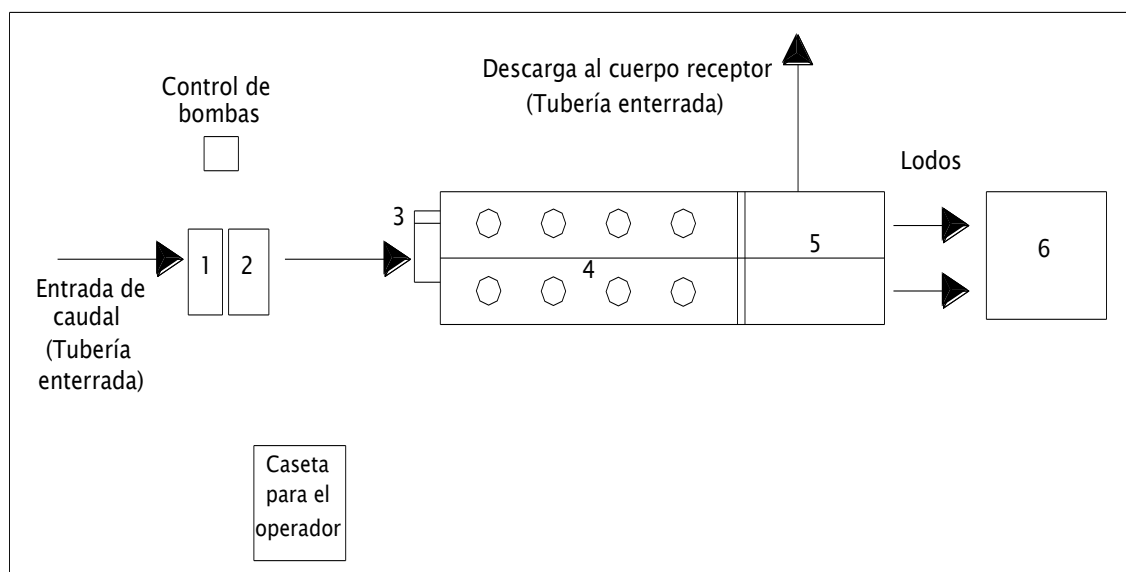 Control de
bombas
Descarga al cuerpo receptor
(Tubería enterrada)
Lodos
3
1
2
4
5
6
Entrada de
caudal
(Tubería
enterrada)
Caseta
para el
operador